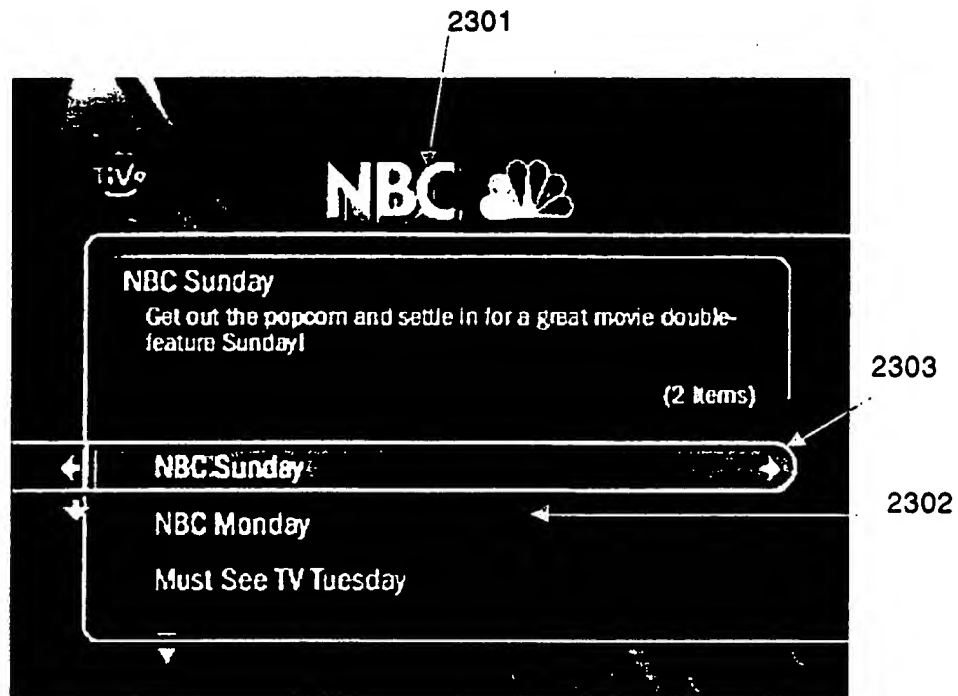 2301
TiVo
NBC
NBC Sunday
Get out the popcorn and settle in for a great movie double-
feature Sunday!
(2 Items)
2303
NBC Sunday
2302
NBC Monday
Must See TV Tuesday